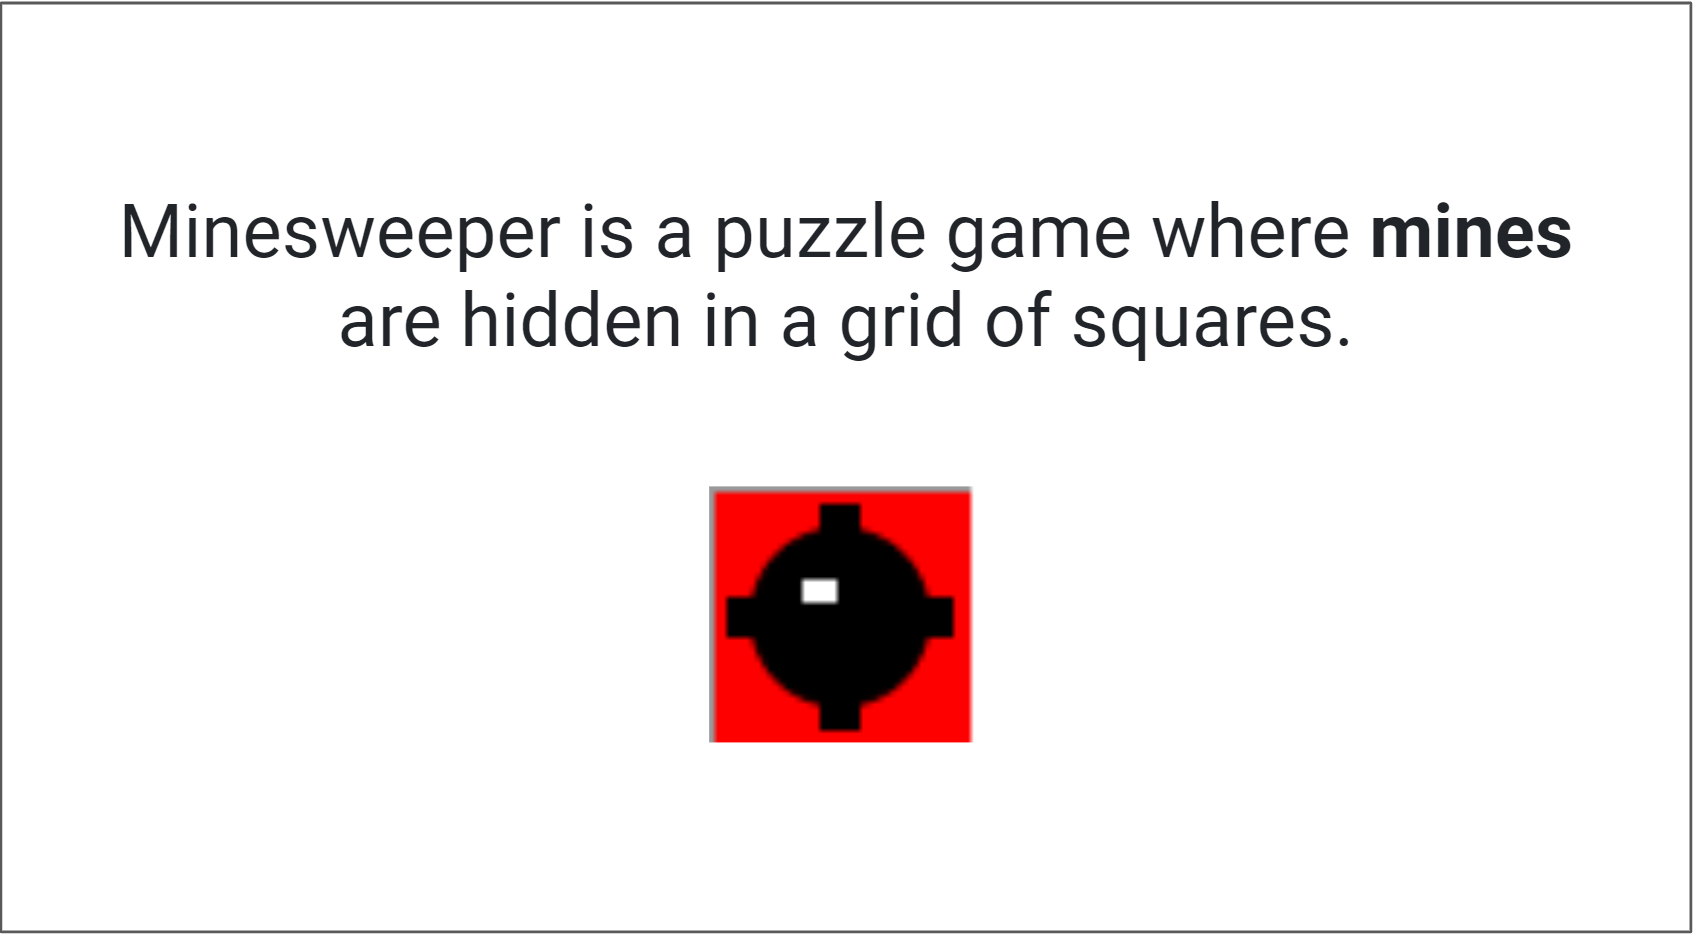 Minesweeper is a puzzle game where mines
are hidden in a grid of squares.